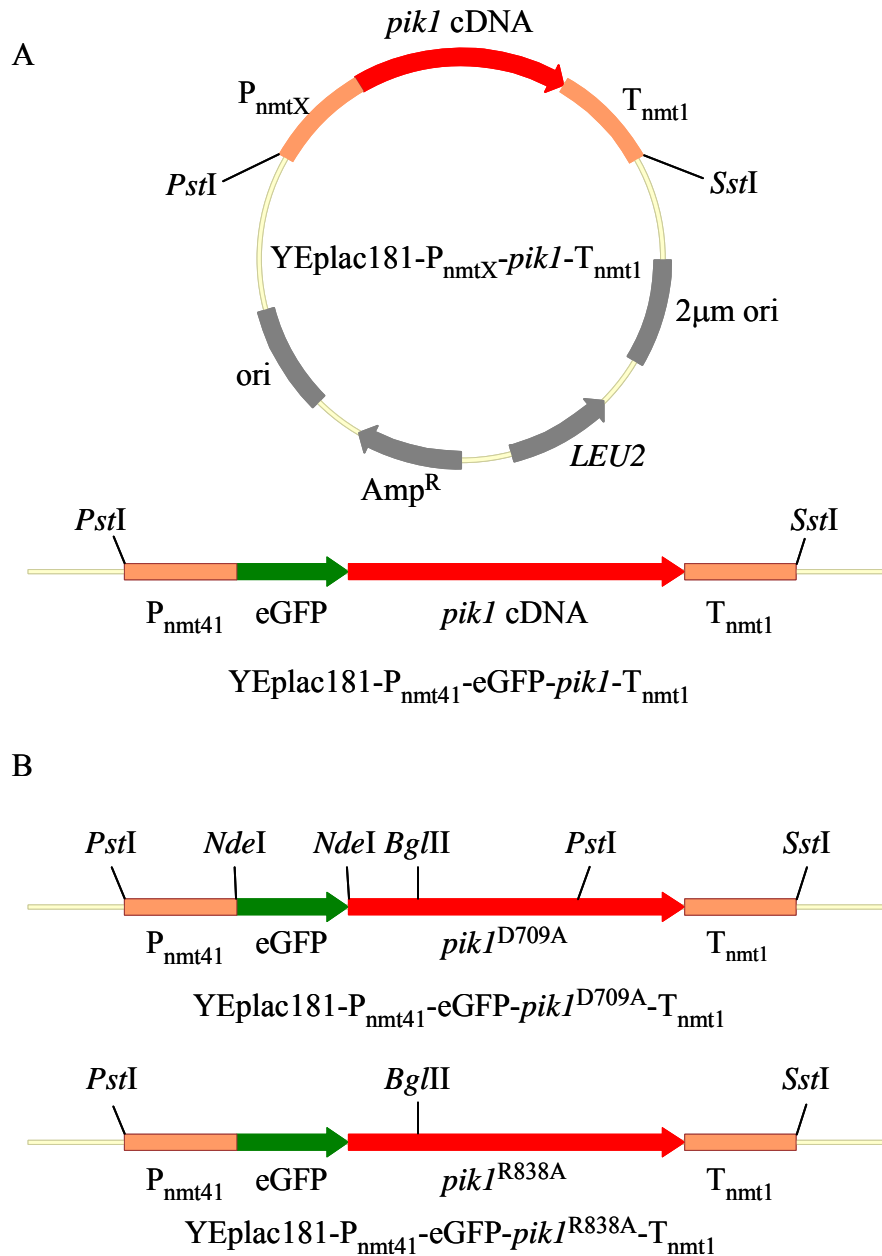 A
pik1 cDNA
PnmtX
Tnmt1
PstI
SstI
YEplac181-PnmtX-pik1-Tnmt1
2μm ori
ori
LEU2
AmpR
PstI
SstI
Pnmt41 eGFP pik1 cDNA Tnmt1
YEplac181-Pnmt41-eGFP-pik1-Tnmt1
B
PstI NdeI NdeI BglII PstI SstI
Pnmt41 eGFP pik1D709A Tnmt1
YEplac181-Pnmt41-eGFP-pik1D709A-Tnmt1
PstI BglII SstI
Pnmt41 eGFP pik1R838A Tnmt1
YEplac181-Pnmt41-eGFP-pik1R838A-Tnmt1